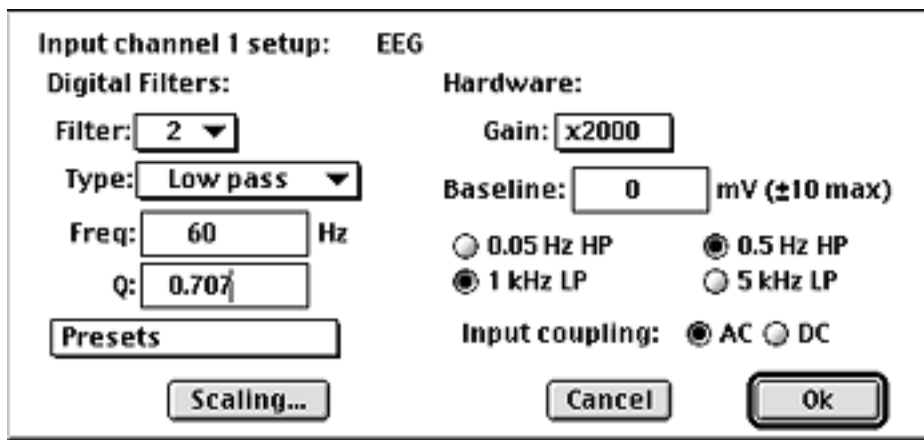 Input channel 1 setup: EEG
Digital Filters:
Filter: 2
Type: Low pass
Freq: 60 Hz
Q: 0.707
Presets
Scaling...
Hardware:
Gain: x2000
Baseline: 0 mV (±10 max)
0.05 Hz HP 0.5 Hz HP
1 kHz LP 5 kHz LP
Input coupling: AC DC
Cancel Ok